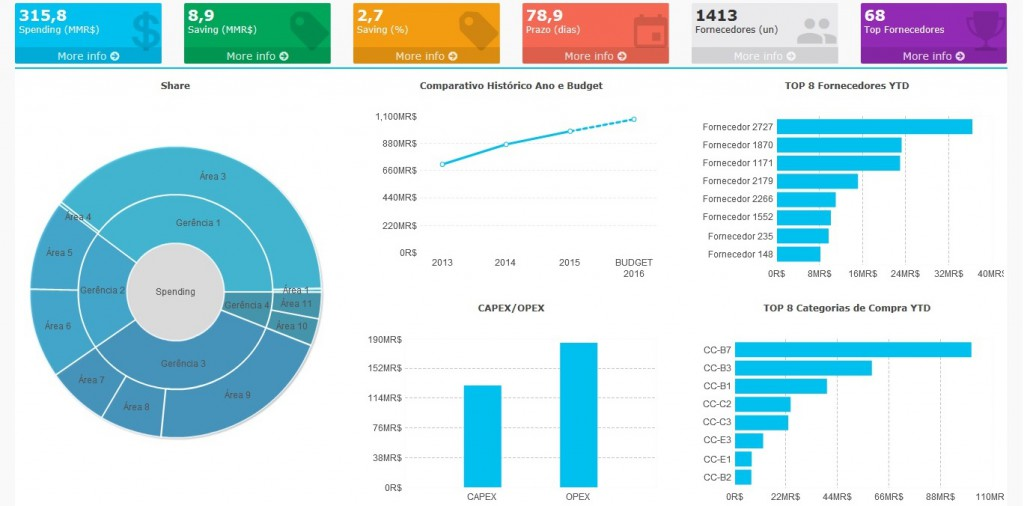 315,8
Spending (MMR$)
More info
8,9
Saving (MMR$)
More info
2,7
Saving (%)
More info
78,9
Prazo (dias)
More info
1413
Fornecedores (un)
More info
68
Top Fornecedores
More info
Share
Área 3
Área 4
Gerência 1
Área 5
Gerência 2
Spending
Área 1
Gerência 4
Área 11
Área 6
Área 10
Gerência 3
Área 7
Área 8
Área 9
Comparativo Histórico Ano e Budget
1,100MR$
880MR$
660MR$
440MR$
220MR$
0R$
2013
2014
2015
BUDGET
2016
TOP 8 Fornecedores YTD
Fornecedor 2727
Fornecedor 1870
Fornecedor 1171
Fornecedor 2179
Fornecedor 2266
Fornecedor 1552
Fornecedor 235
Fornecedor 148
0R$
8MR$
16MR$
24MR$
32MR$
40MR$
CAPEX/OPEX
190MR$
152MR$
114MR$
76MR$
38MR$
0R$
CAPEX
OPEX
TOP 8 Categorias de Compra YTD
CC-B7
CC-B3
CC-B1
CC-C2
CC-C3
CC-E3
CC-E1
CC-B2
0R$
22MR$
44MR$
66MR$
88MR$
110MR$